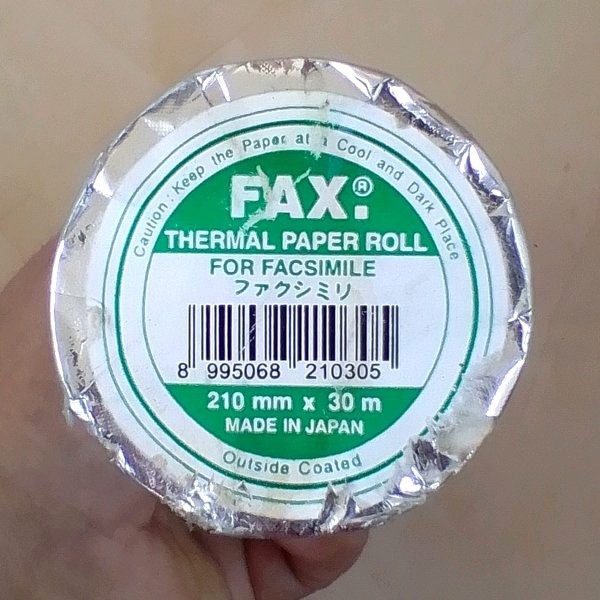 Caution : Keep the Paper at a Cool and Dark Place
FAX.®
THERMAL PAPER ROLL
FOR FACSIMILE
ファクシミリ
8 995068 210305
210 mm x 30 m
MADE IN JAPAN
Outside Coated